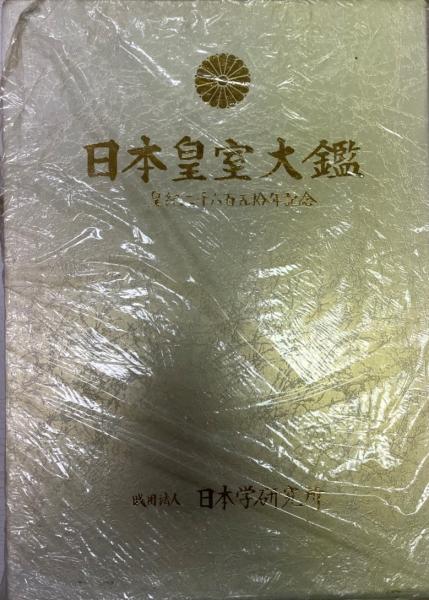 日本皇室大鑑
皇紀二千六百五拾年記念
財団法人 日本学研究所